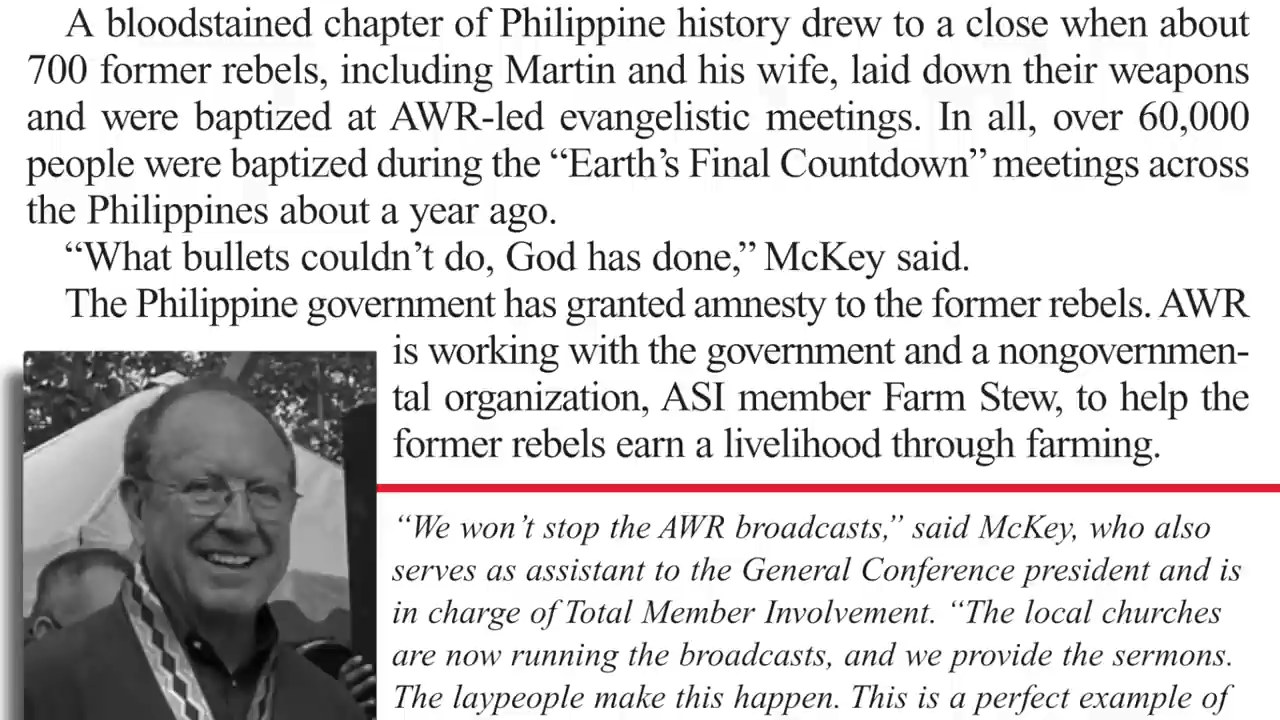 A bloodstained chapter of Philippine history drew to a close when about
700 former rebels, including Martin and his wife, laid down their weapons
and were baptized at AWR-led evangelistic meetings. In all, over 60,000
people were baptized during the “Earth’s Final Countdown” meetings across
the Philippines about a year ago.
“What bullets couldn’t do, God has done,” McKey said.
The Philippine government has granted amnesty to the former rebels. AWR
is working with the government and a nongovernmen-
tal organization, ASI member Farm Stew, to help the
former rebels earn a livelihood through farming.
“We won’t stop the AWR broadcasts,” said McKey, who also
serves as assistant to the General Conference president and is
in charge of Total Member Involvement. “The local churches
are now running the broadcasts, and we provide the sermons.
The laypeople make this happen. This is a perfect example of